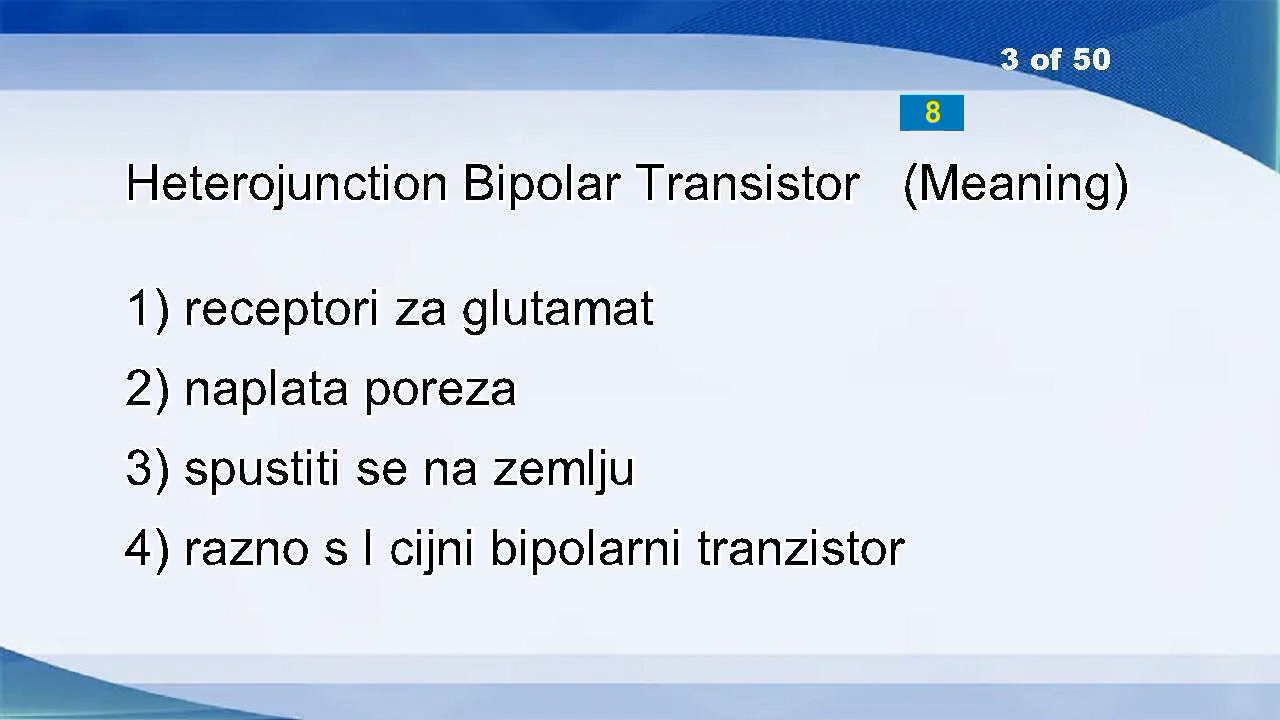 3 of 50
8
Heterojunction Bipolar Transistor (Meaning)
1) receptori za glutamat
2) naplata poreza
3) spustiti se na zemlju
4) razno s l cijni bipolarni tranzistor